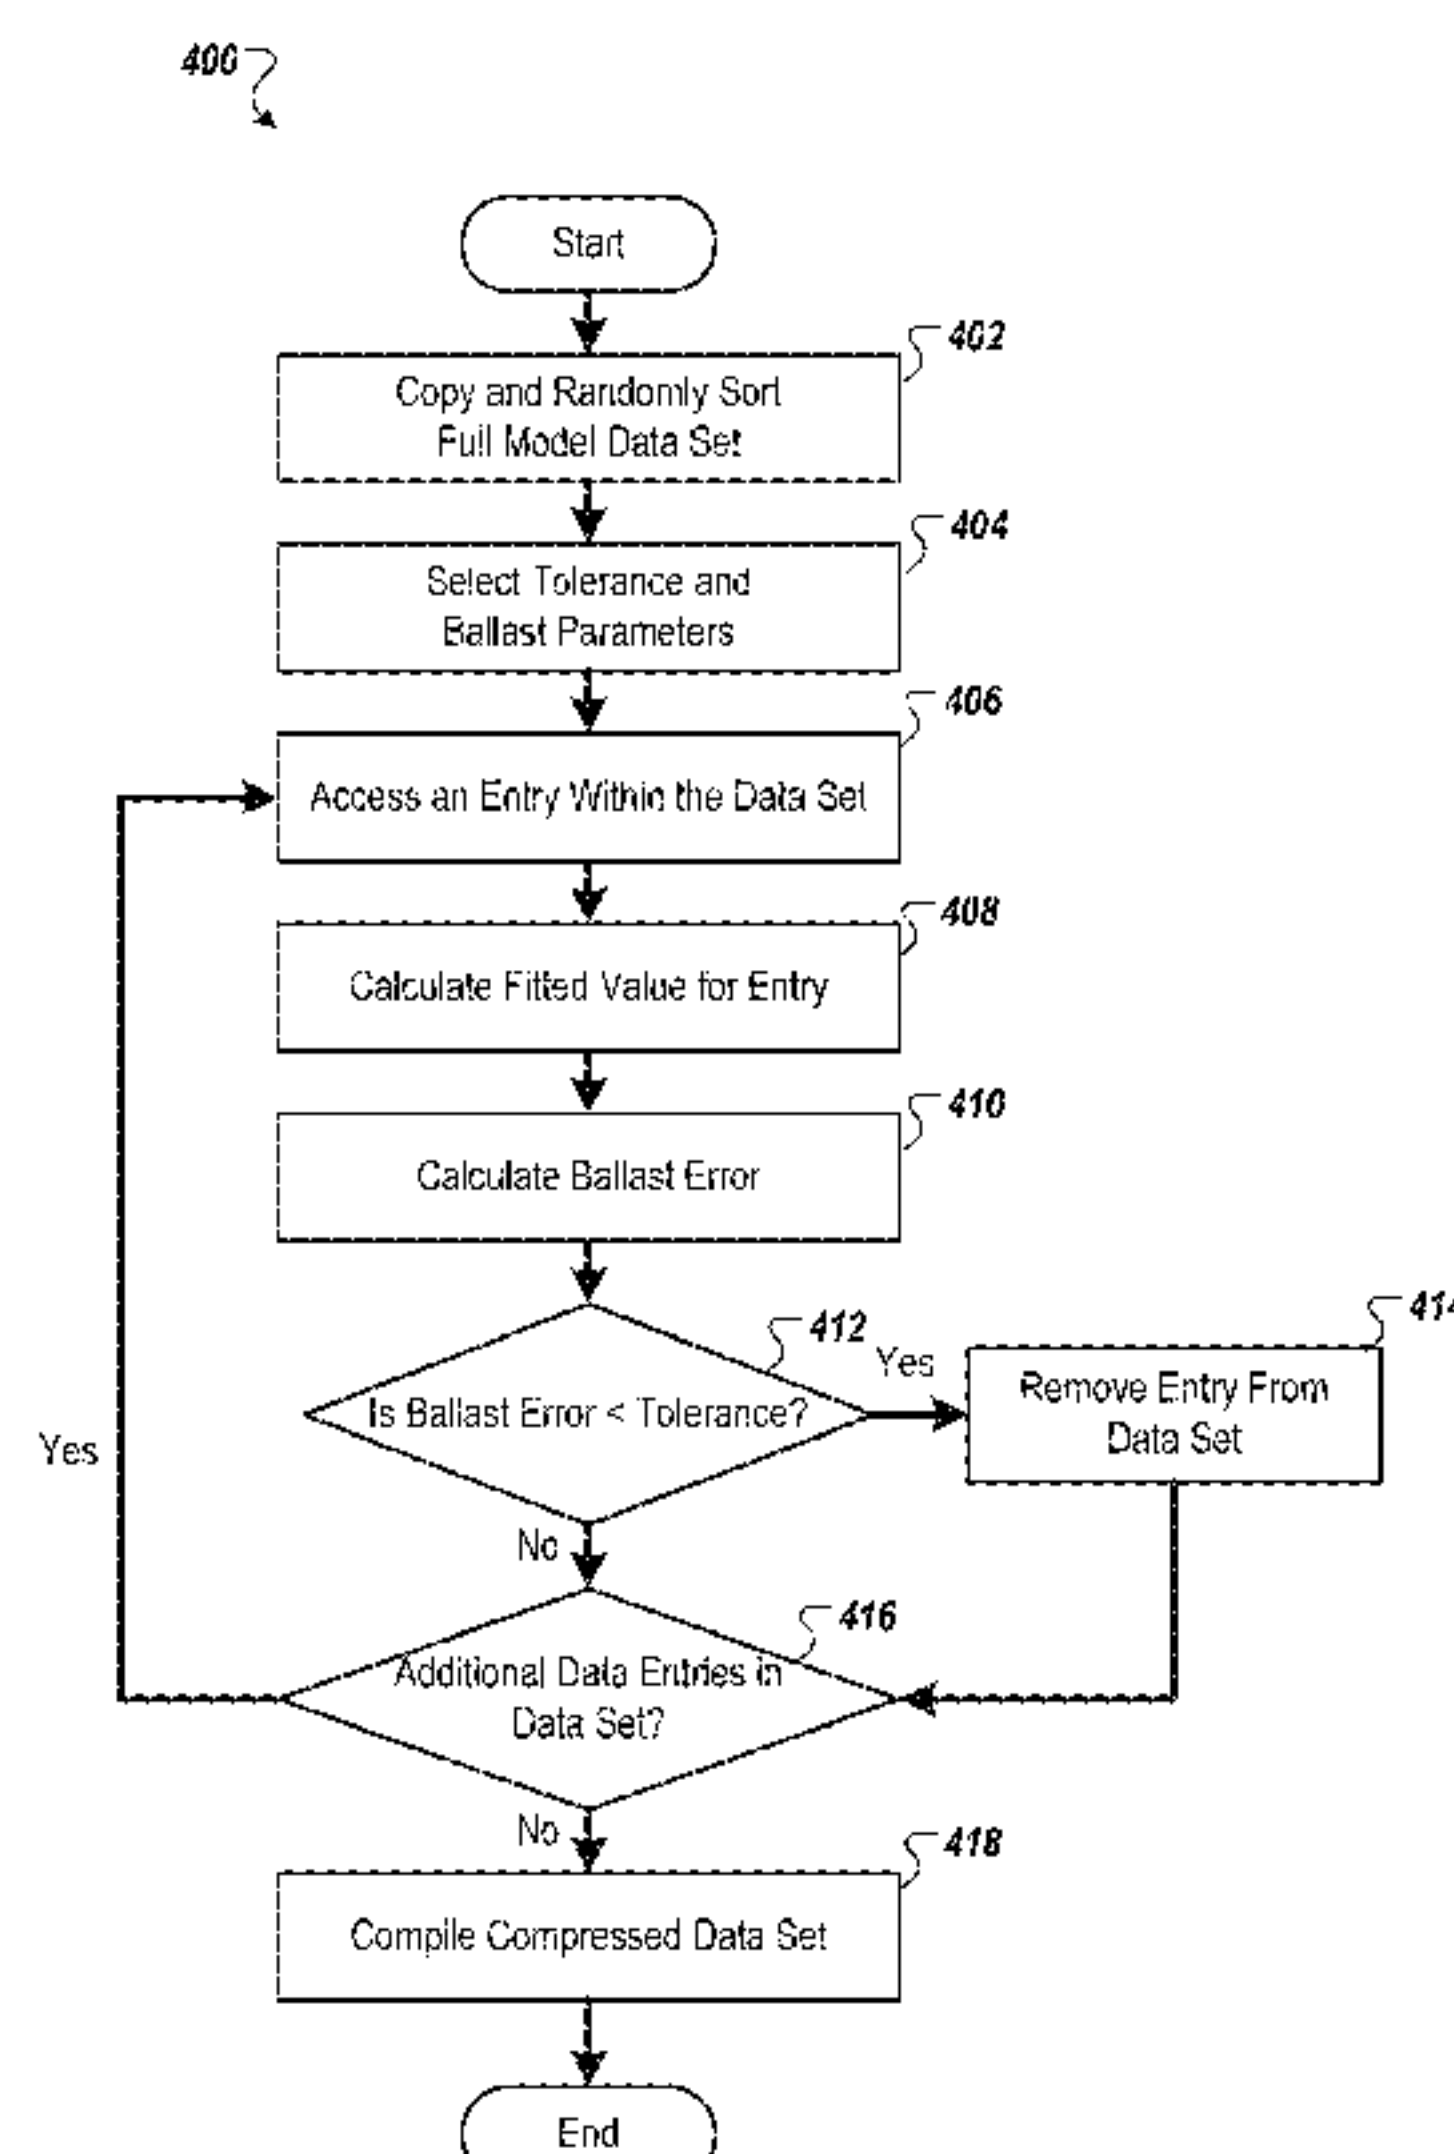 400
Start
402
Copy and Randomly Sort
Full Model Data Set
404
Select Tolerance and
Ballast Parameters
406
Access an Entry Within the Data Set
408
Calculate Fitted Value for Entry
410
Calculate Ballast Error
412
Is Ballast Error < Tolerance?
Yes
414
Remove Entry From
Data Set
Yes
No
416
Additional Data Entries in
Data Set?
No
418
Compile Compressed Data Set
End